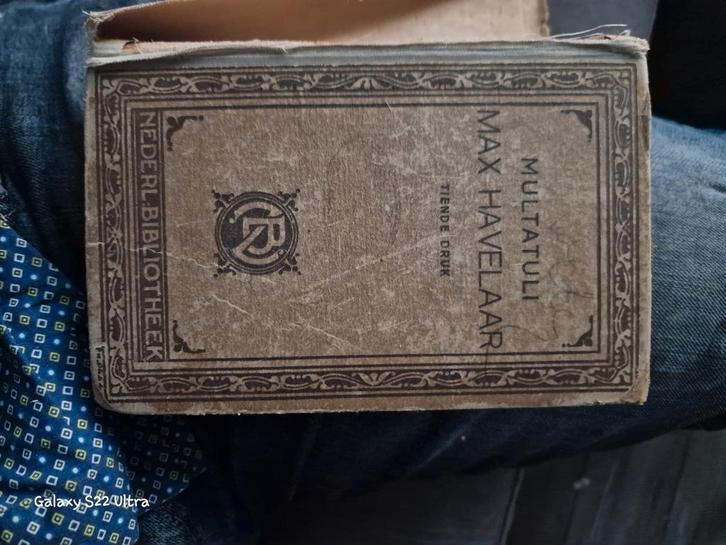 MULTATULI
MAX HAVELAAR
TIENDE DRUK
NEDERL.BIBLIOTHEEK
Galaxy S22 Ultra